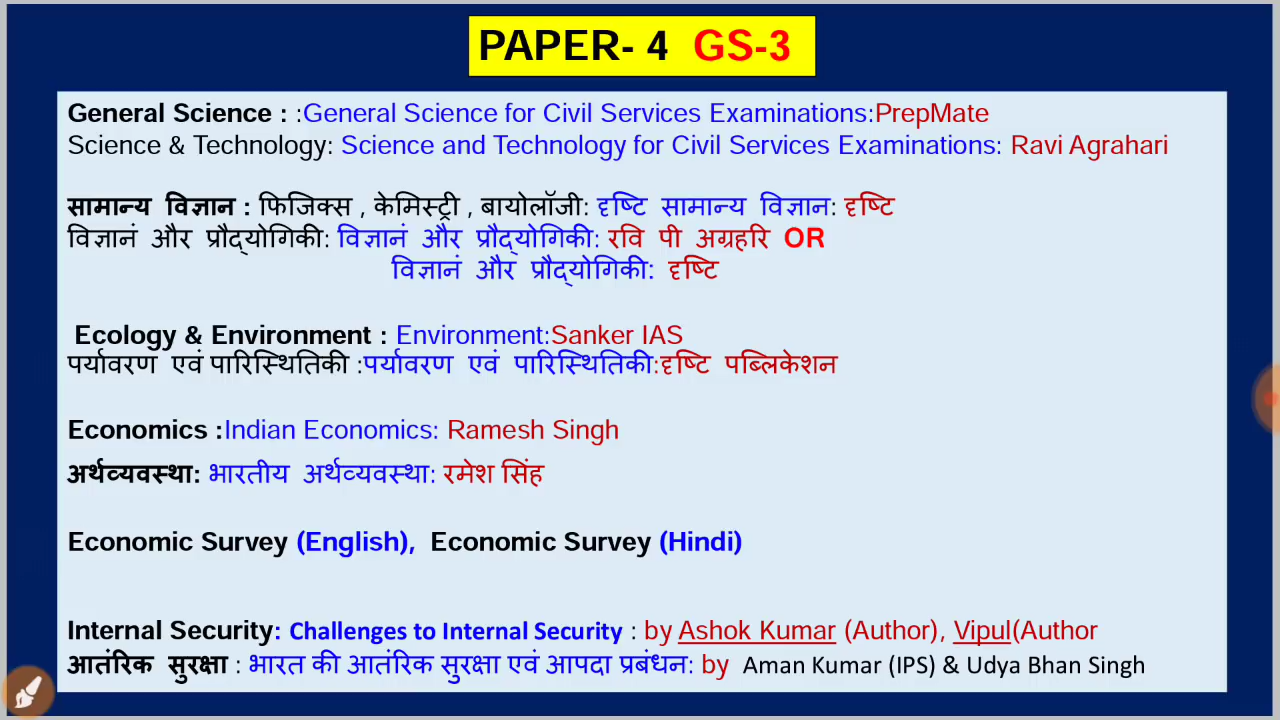 PAPER- 4 GS-3
General Science : :General Science for Civil Services Examinations:PrepMate
Science & Technology: Science and Technology for Civil Services Examinations: Ravi Agrahari
सामान्य विज्ञान : फिजिक्स , केमिस्ट्री , बायोलॉजी: दृष्टि सामान्य विज्ञान: दृष्टि
विज्ञानं और प्रौद्योगिकी: विज्ञानं और प्रौद्योगिकी: रवि पी अग्रहरि OR
विज्ञानं और प्रौद्योगिकी: दृष्टि
Ecology & Environment : Environment:Sanker IAS
पर्यावरण एवं पारिस्थितिकी :पर्यावरण एवं पारिस्थितिकी:दृष्टि पब्लिकेशन
Economics :Indian Economics: Ramesh Singh
अर्थव्यवस्था: भारतीय अर्थव्यवस्था: रमेश सिंह
Economic Survey (English), Economic Survey (Hindi)
Internal Security: Challenges to Internal Security : by Ashok Kumar (Author), Vipul(Author
आतंरिक सुरक्षा : भारत की आतंरिक सुरक्षा एवं आपदा प्रबंधन: by Aman Kumar (IPS) & Udya Bhan Singh